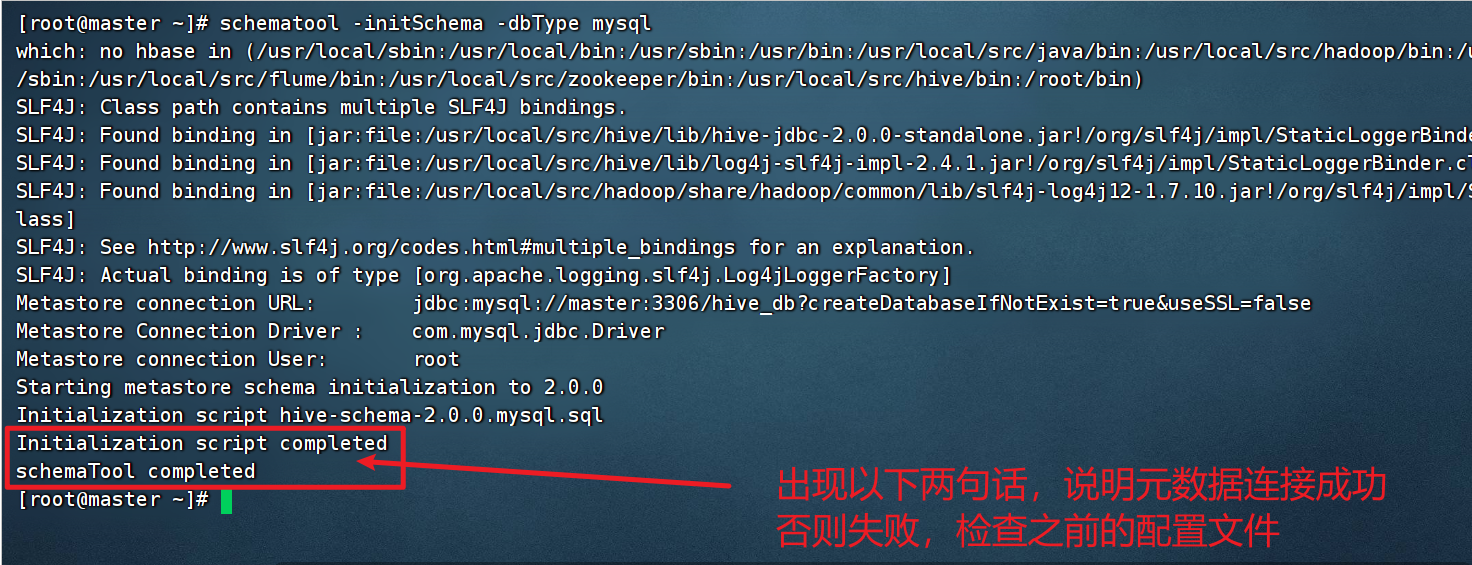 [root@master ~]# schematool -initSchema -dbType mysql
which: no hbase in (/usr/local/sbin:/usr/local/bin:/usr/sbin:/usr/bin:/usr/local/src/java/bin:/usr/local/src/hadoop/bin:/u
/sbin:/usr/local/src/flume/bin:/usr/local/src/zookeeper/bin:/usr/local/src/hive/bin:/root/bin)
SLF4J: Class path contains multiple SLF4J bindings.
SLF4J: Found binding in [jar:file:/usr/local/src/hive/lib/hive-jdbc-2.0.0-standalone.jar!/org/slf4j/impl/StaticLoggerBinde
SLF4J: Found binding in [jar:file:/usr/local/src/hive/lib/log4j-slf4j-impl-2.4.1.jar!/org/slf4j/impl/StaticLoggerBinder.cl
SLF4J: Found binding in [jar:file:/usr/local/src/hadoop/share/hadoop/common/lib/slf4j-log4j12-1.7.10.jar!/org/slf4j/impl/S
lass]
SLF4J: See http://www.slf4j.org/codes.html#multiple_bindings for an explanation.
SLF4J: Actual binding is of type [org.apache.logging.slf4j.Log4jLoggerFactory]
Metastore connection URL: jdbc:mysql://master:3306/hive_db?createDatabaseIfNotExist=true&useSSL=false
Metastore Connection Driver : com.mysql.jdbc.Driver
Metastore connection User: root
Starting metastore schema initialization to 2.0.0
Initialization script hive-schema-2.0.0.mysql.sql
Initialization script completed
schemaTool completed
[root@master ~]#
出现以下两句话，说明元数据连接成功
否则失败，检查之前的配置文件